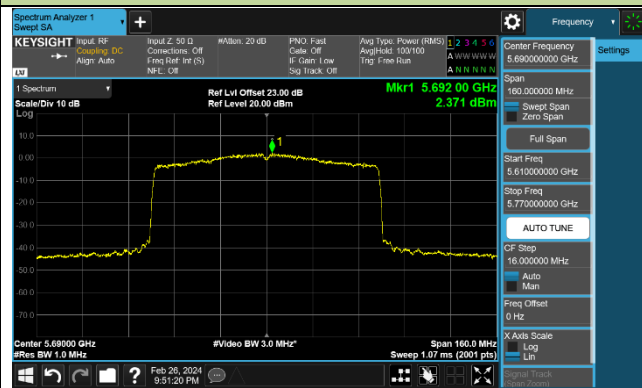 Spectrum Analyzer 1
Swept SA
Frequency
KEYSIGHT
Input: RF
Coupling: DC
Align: Auto
Input Z: 50 Ω
Corrections: Off
Freq Ref: Int (S)
NFE: Off
#Atten: 20 dB
PNO: Fast
Gate: Off
IF Gain: Low
Sig Track: Off
Avg Type: Power (RMS)
Avg|Hold: 100/100
Trig: Free Run
1 2 3 4 5 6
A W W W W W
A N N N N N
LXI
1 Spectrum
Scale/Div 10 dB
Log
Ref Lvl Offset 23.00 dB
Ref Level 20.00 dBm
Mkr1 5.692 00 GHz
2.371 dBm
1
10.0
0.00
-10.0
-20.0
-30.0
-40.0
-50.0
-60.0
-70.0
Center 5.69000 GHz
#Res BW 1.0 MHz
#Video BW 3.0 MHz*
Span 160.0 MHz
Sweep 1.07 ms (2001 pts)
Center Frequency
5.690000000 GHz
Settings
Span
160.000000 MHz
Swept Span
Zero Span
Full Span
Start Freq
5.610000000 GHz
Stop Freq
5.770000000 GHz
AUTO TUNE
CF Step
16.000000 MHz
Auto
Man
Freq Offset
0 Hz
X Axis Scale
Log
Lin
Signal Track
(Span Zoom)
Feb 26, 2024
9:51:20 PM